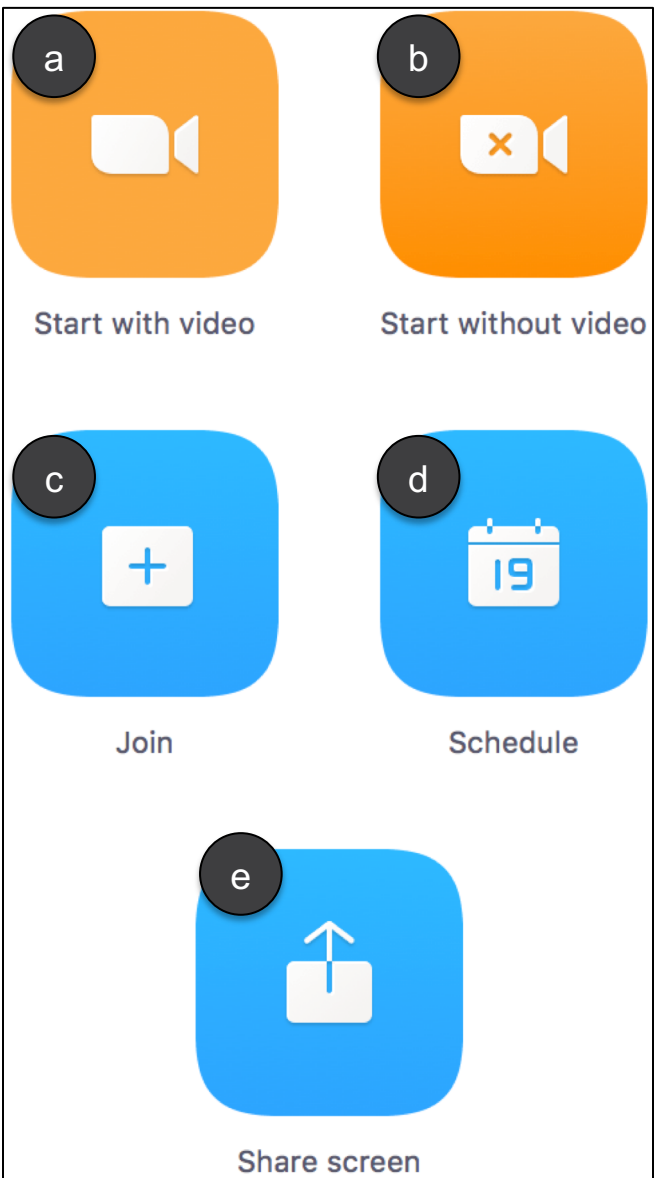 a
b
Start with video
Start without video
c
d
19
Join
Schedule
e
Share screen